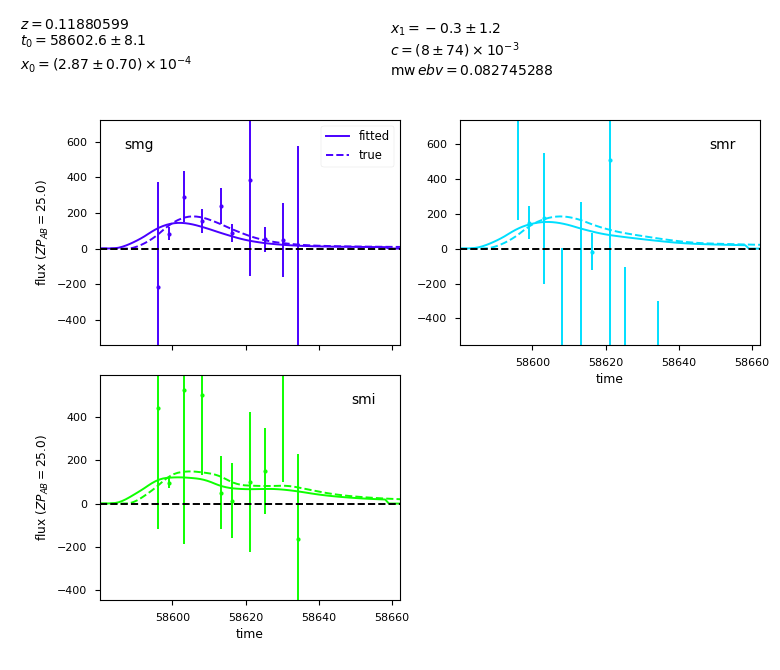 z = 0.11880599
t₀ = 58602.6 ± 8.1
x₀ = (2.87 ± 0.70) × 10⁻⁴
x₁ = −0.3 ± 1.2
c = (8 ± 74) × 10⁻³
mw ebv = 0.082745288
smg
fitted
true
600
400
200
0
−200
−400
flux (ZP_AB = 25.0)
smr
600
400
200
0
−200
−400
58600 58620 58640 58660
time
smi
400
200
0
−200
−400
flux (ZP_AB = 25.0)
58600 58620 58640 58660
time